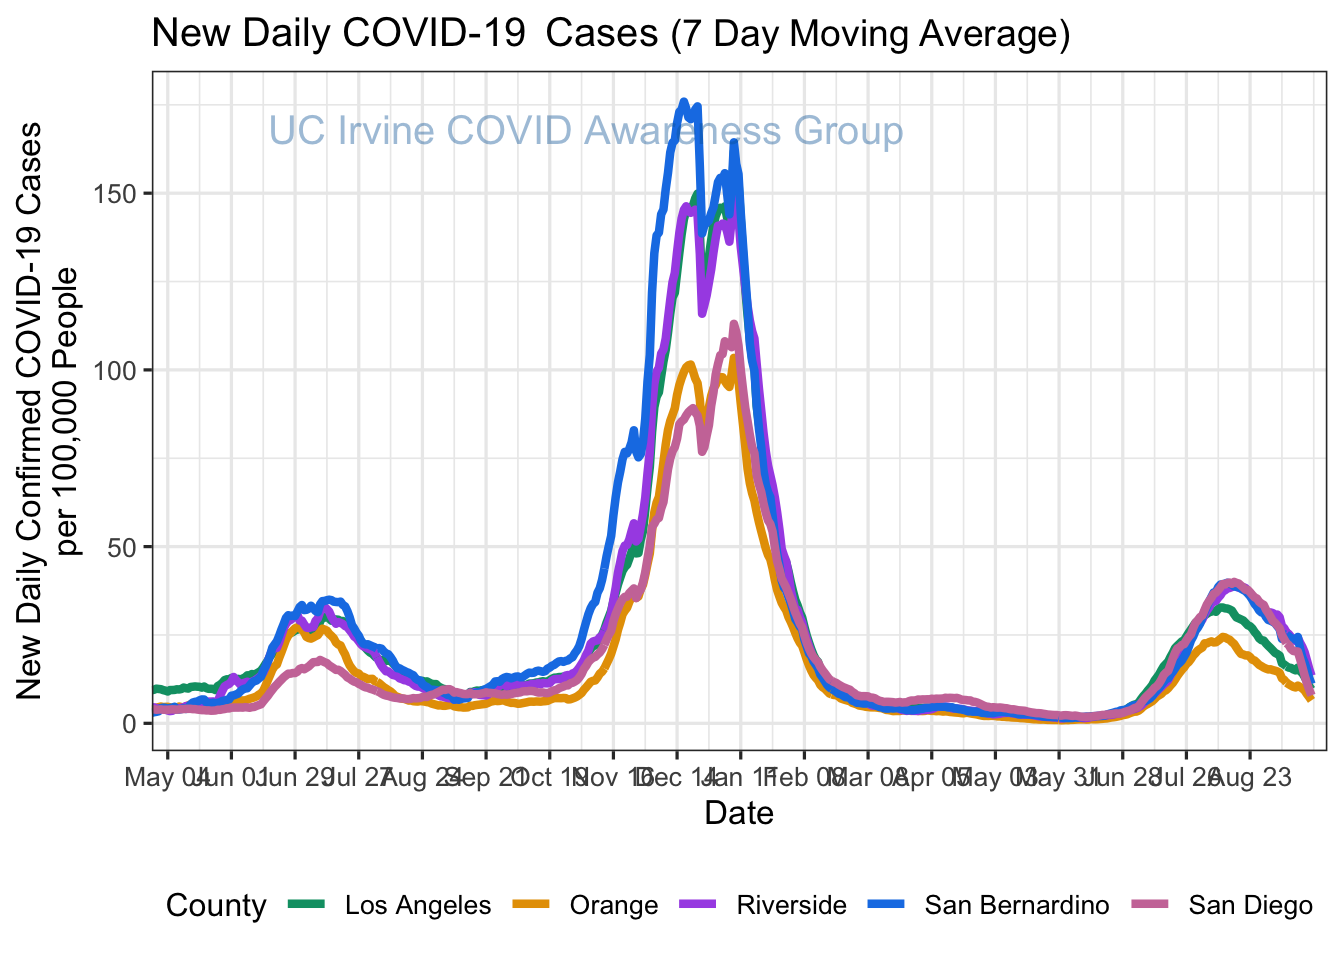 New Daily COVID-19  Cases (7 Day Moving Average)
UC Irvine COVID Awareness Group
New Daily Confirmed COVID-19 Cases
per 100,000 People
150
100
50
0
May 04 Jun 01 Jun 29 Jul 27 Aug 24 Sep 21 Oct 19 Nov 16 Dec 14 Jan 11 Feb 08 Mar 08 Apr 05 May 03 May 31 Jun 28 Jul 26 Aug 23
Date
County Los Angeles Orange Riverside San Bernardino San Diego